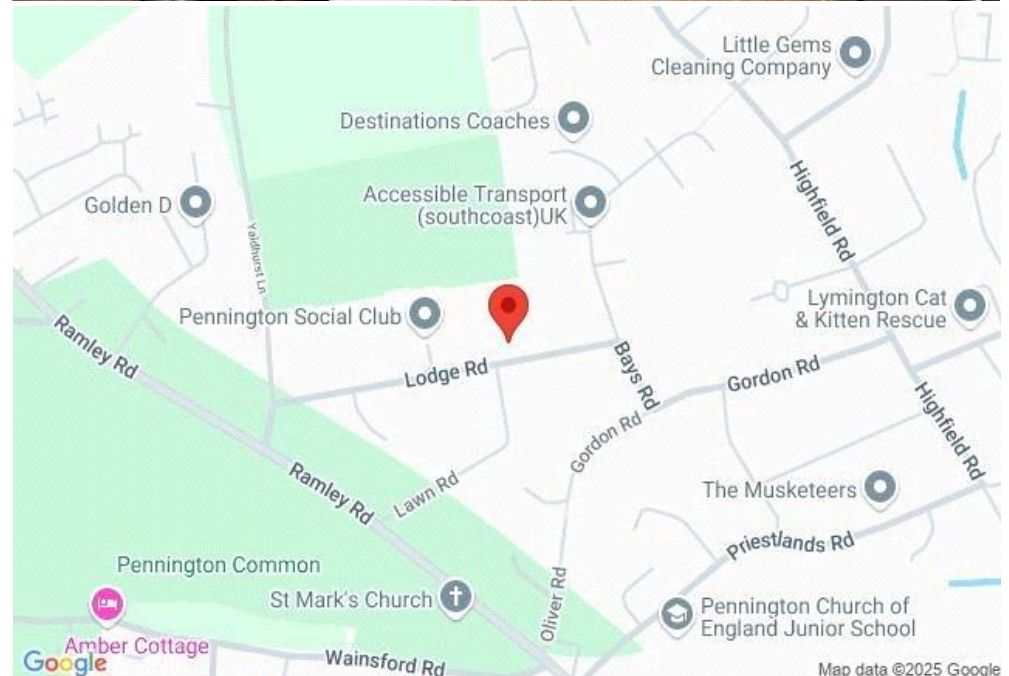 Little Gems
Cleaning Company
Destinations Coaches
Accessible Transport
(southcoast)UK
Golden D
Yaldhurst Ln
Highfield Rd
Lymington Cat
& Kitten Rescue
Pennington Social Club
Ramley Rd
Lodge Rd
Bays Rd
Gordon Rd
Gordon Rd
Highfield Rd
Ramley Rd
Lawn Rd
The Musketeers
Priestlands Rd
Pennington Common
St Mark's Church
Oliver Rd
Pennington Church of
England Junior School
Amber Cottage
Wainsford Rd
Google
Map data ©2025 Google